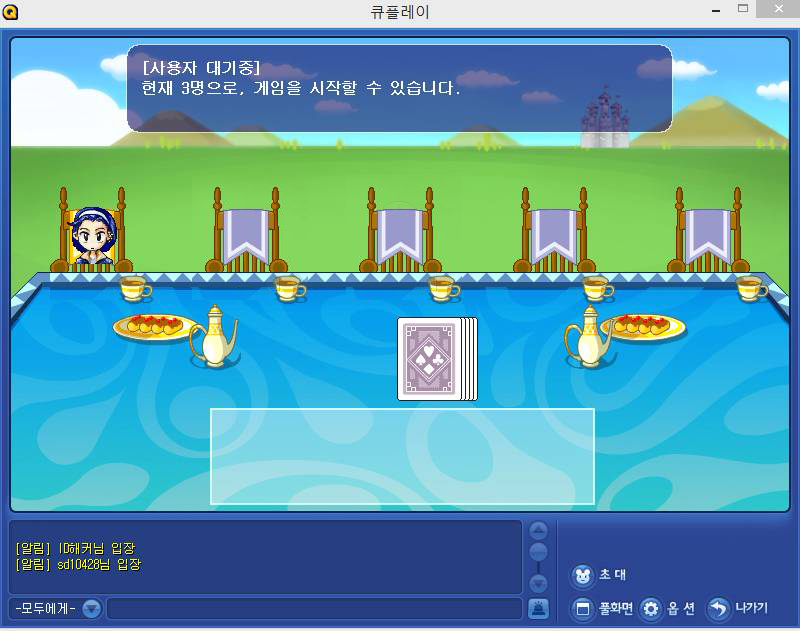 큐플레이
[사용자 대기중]
현재 3명으로, 게임을 시작할 수 있습니다.
[알림] ID해커님 입장
[알림] sd10428님 입장
초 대
-모두에게-
풀화면
옵 션
나가기